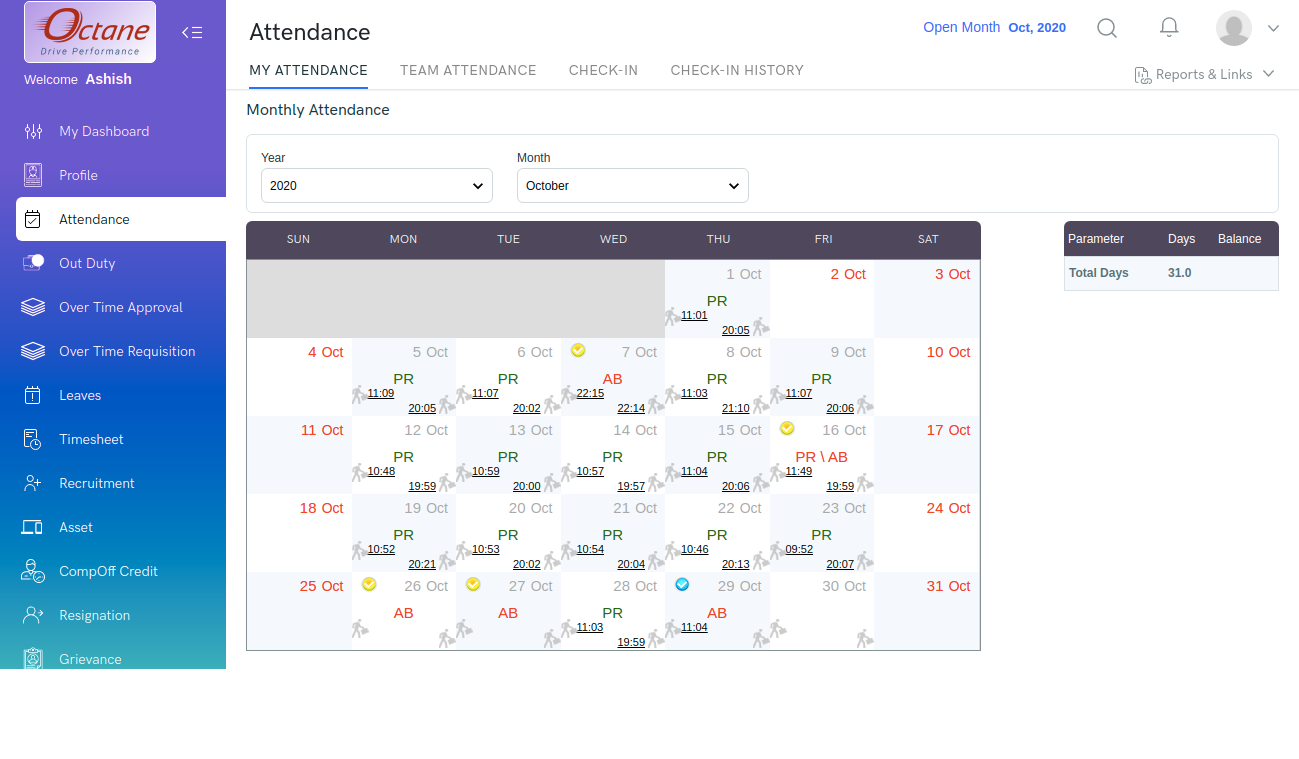 Octane
Drive Performance
Welcome Ashish
My Dashboard
Profile
Attendance
Out Duty
Over Time Approval
Over Time Requisition
Leaves
Timesheet
Recruitment
Asset
CompOff Credit
Resignation
Grievance
Attendance
Open Month Oct, 2020
MY ATTENDANCE TEAM ATTENDANCE CHECK-IN CHECK-IN HISTORY
Reports & Links
Monthly Attendance
Year Month
2020 October
SUN MON TUE WED THU FRI SAT
1 Oct 2 Oct 3 Oct
PR
11:01
20:05
4 Oct 5 Oct 6 Oct 7 Oct 8 Oct 9 Oct 10 Oct
PR PR AB PR PR
11:09 11:07 22:15 11:03 11:07
20:05 20:02 22:14 21:10 20:06
11 Oct 12 Oct 13 Oct 14 Oct 15 Oct 16 Oct 17 Oct
PR PR PR PR PR \ AB
10:48 10:59 10:57 11:04 11:49
19:59 20:00 19:57 20:06 19:59
18 Oct 19 Oct 20 Oct 21 Oct 22 Oct 23 Oct 24 Oct
PR PR PR PR PR
10:52 10:53 10:54 10:46 09:52
20:21 20:02 20:04 20:13 20:07
25 Oct 26 Oct 27 Oct 28 Oct 29 Oct 30 Oct 31 Oct
AB AB PR AB
11:03 11:04
19:59
Parameter Days Balance
Total Days 31.0